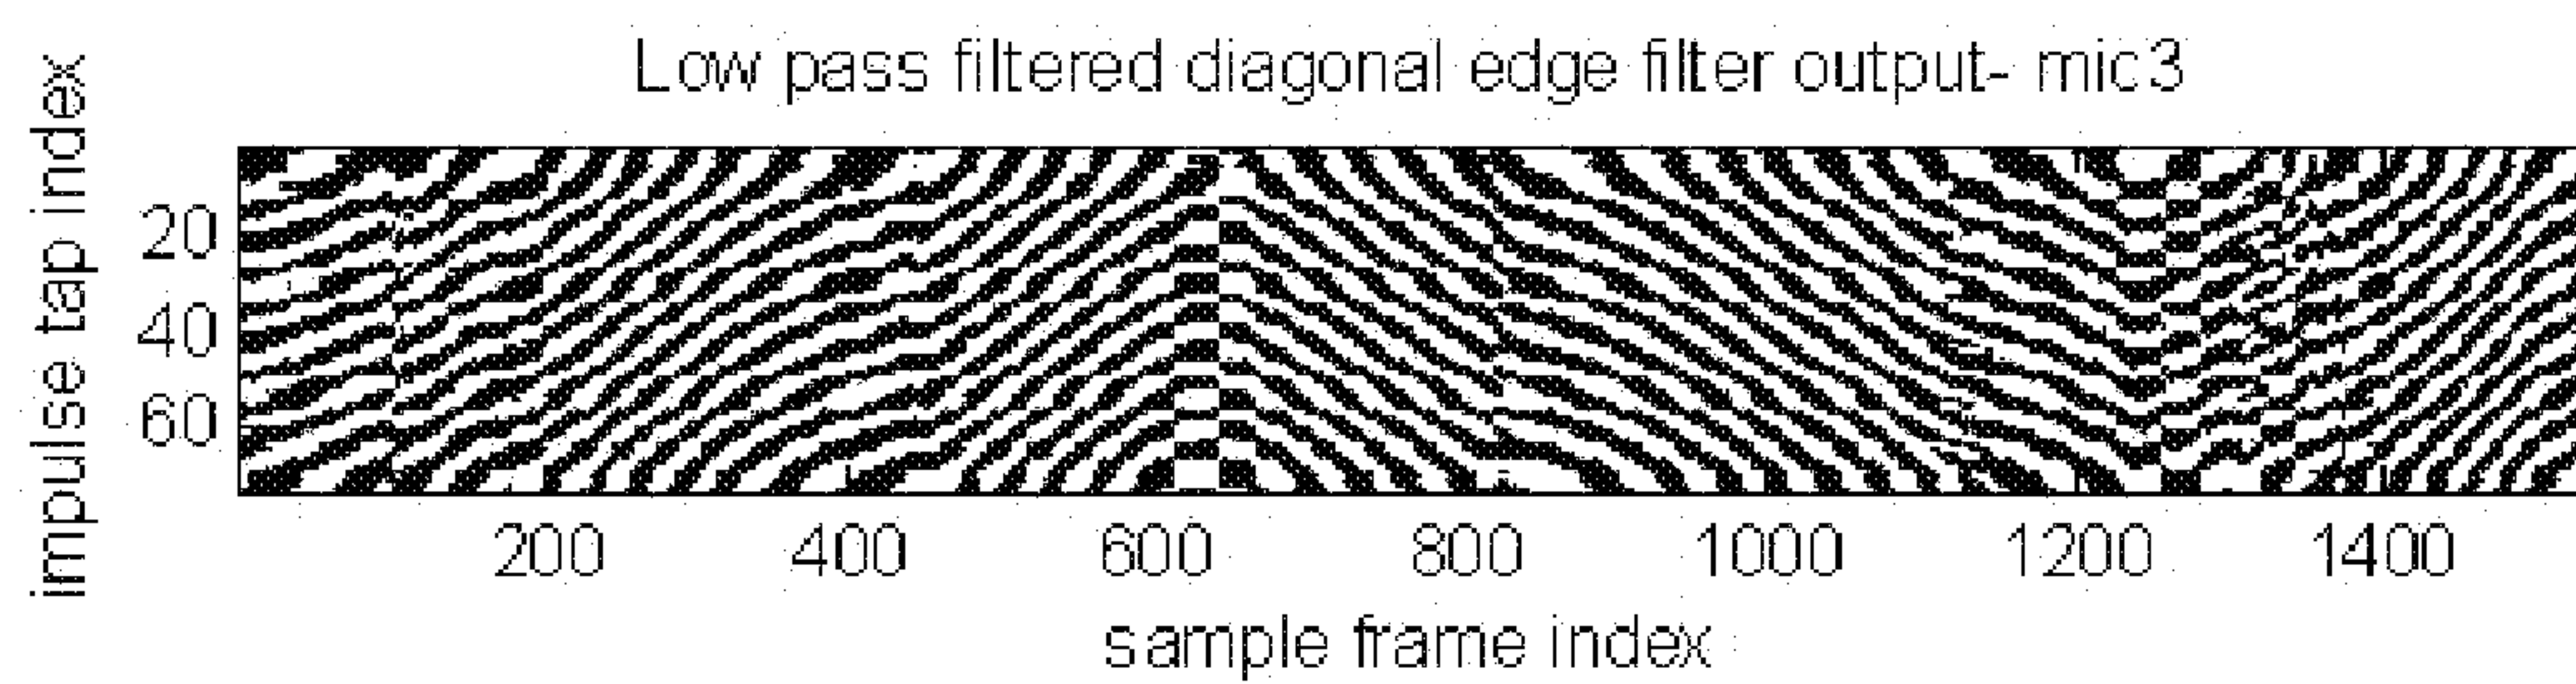 Low pass filtered diagonal edge filter output- mic3
impulse tap index
20
40
60
200 400 600 800 1000 1200 1400
sample frame index